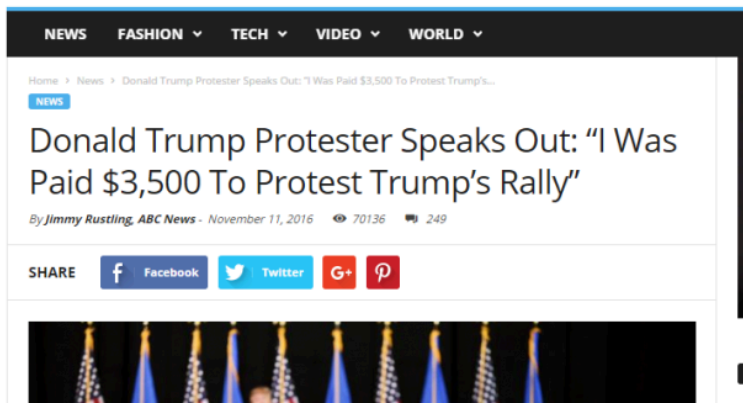 NEWS FASHION TECH VIDEO WORLD
Home > News > Donald Trump Protester Speaks Out: "I Was Paid $3,500 To Protest Trump's...
NEWS
Donald Trump Protester Speaks Out: “I Was
Paid $3,500 To Protest Trump’s Rally”
By Jimmy Rustling, ABC News - November 11, 2016 70136 249
SHARE Facebook Twitter G+